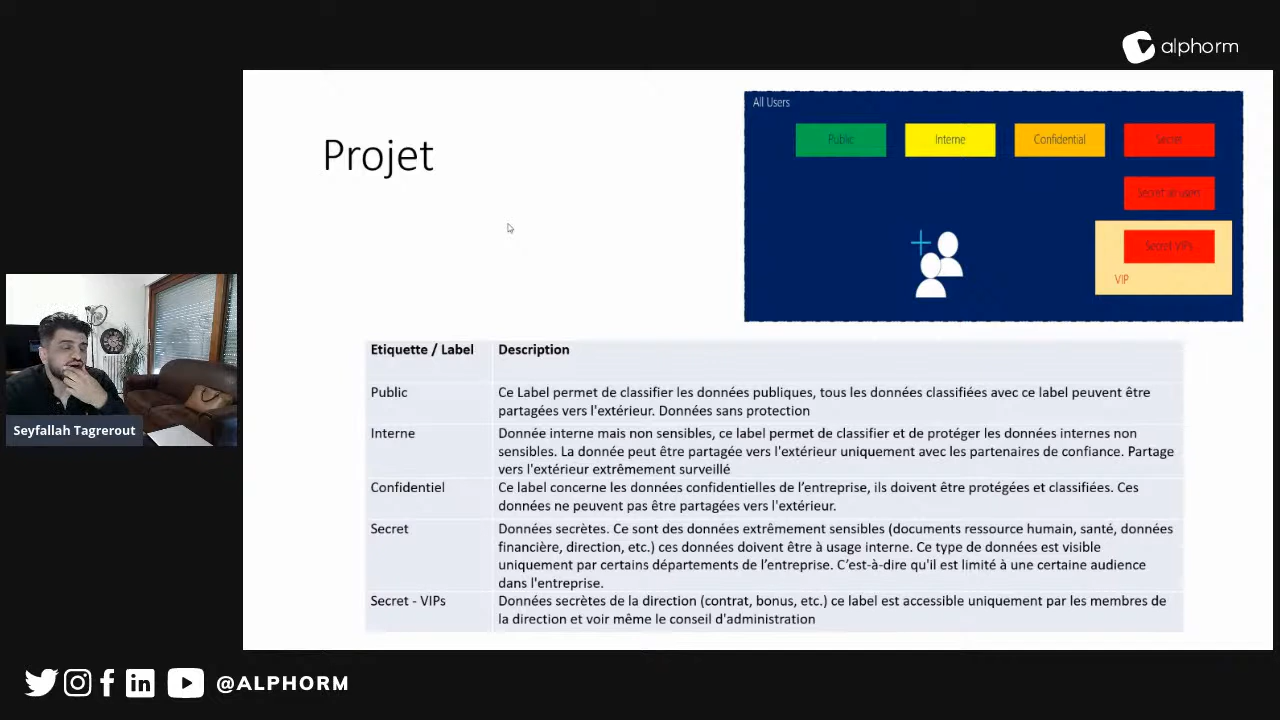 alphorm
All Users
Public
Interne
Confidential
Secret
Projet
Secret all users
Secret VIPs
VIP
Etiquette / Label
Description
Public
Ce Label permet de classifier les données publiques, tous les données classifiées avec ce label peuvent être
partagées vers l'extérieur. Données sans protection
Interne
Donnée interne mais non sensibles, ce label permet de classifier et de protéger les données internes non
sensibles. La donnée peut être partagée vers l'extérieur uniquement avec les partenaires de confiance. Partage
vers l'extérieur extrêmement surveillé
Confidentiel
Ce label concerne les données confidentielles de l’entreprise, ils doivent être protégées et classifiées. Ces
données ne peuvent pas être partagées vers l'extérieur.
Secret
Données secrètes. Ce sont des données extrêmement sensibles (documents ressource humain, santé, données
financière, direction, etc.) ces données doivent être à usage interne. Ce type de données est visible
uniquement par certains départements de l’entreprise. C’est-à-dire qu'il est limité à une certaine audience
dans l'entreprise.
Secret - VIPs
Données secrètes de la direction (contrat, bonus, etc.) ce label est accessible uniquement par les membres de
la direction et voir même le conseil d'administration
Seyfallah Tagrerout
@ALPHORM